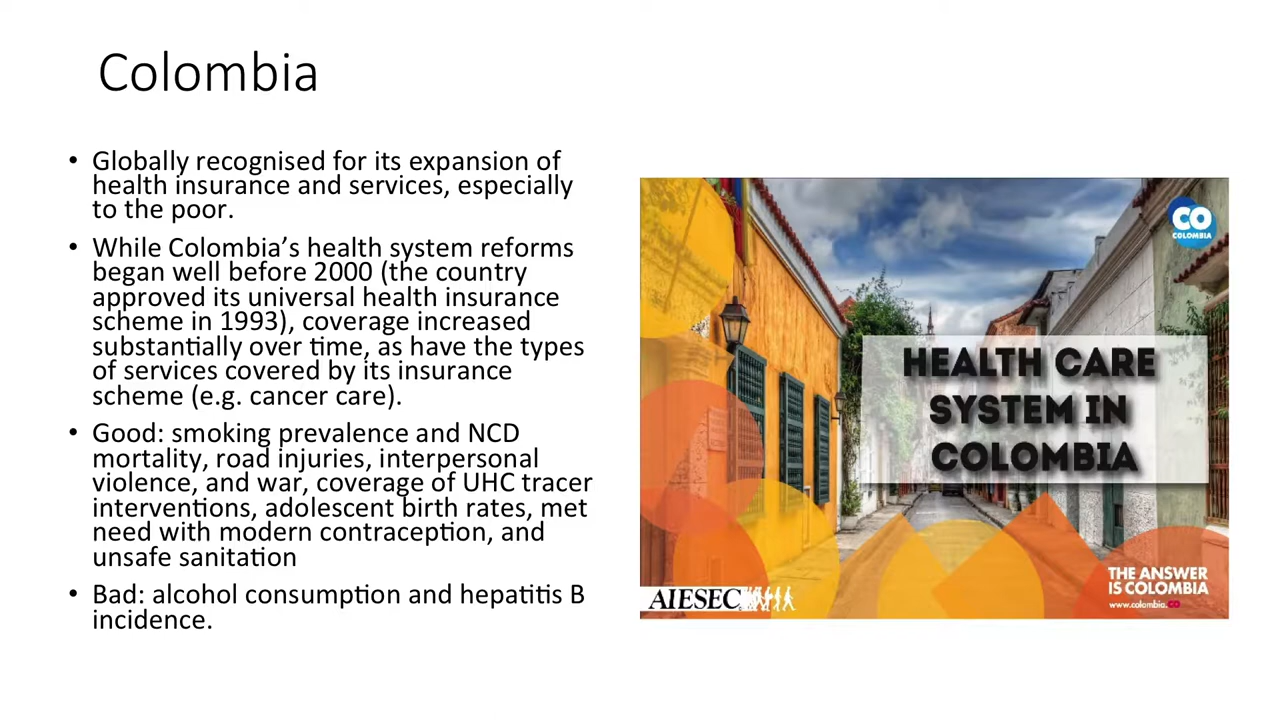 Colombia
• Globally recognised for its expansion of
health insurance and services, especially
to the poor.
• While Colombia’s health system reforms
began well before 2000 (the country
approved its universal health insurance
scheme in 1993), coverage increased
substantially over time, as have the types
of services covered by its insurance
scheme (e.g. cancer care).
• Good: smoking prevalence and NCD
mortality, road injuries, interpersonal
violence, and war, coverage of UHC tracer
interventions, adolescent birth rates, met
need with modern contraception, and
unsafe sanitation
• Bad: alcohol consumption and hepatitis B
incidence.
CO
COLOMBIA
HEALTH CARE
SYSTEM IN
COLOMBIA
THE ANSWER
IS COLOMBIA
www.colombia.co
AIESEC